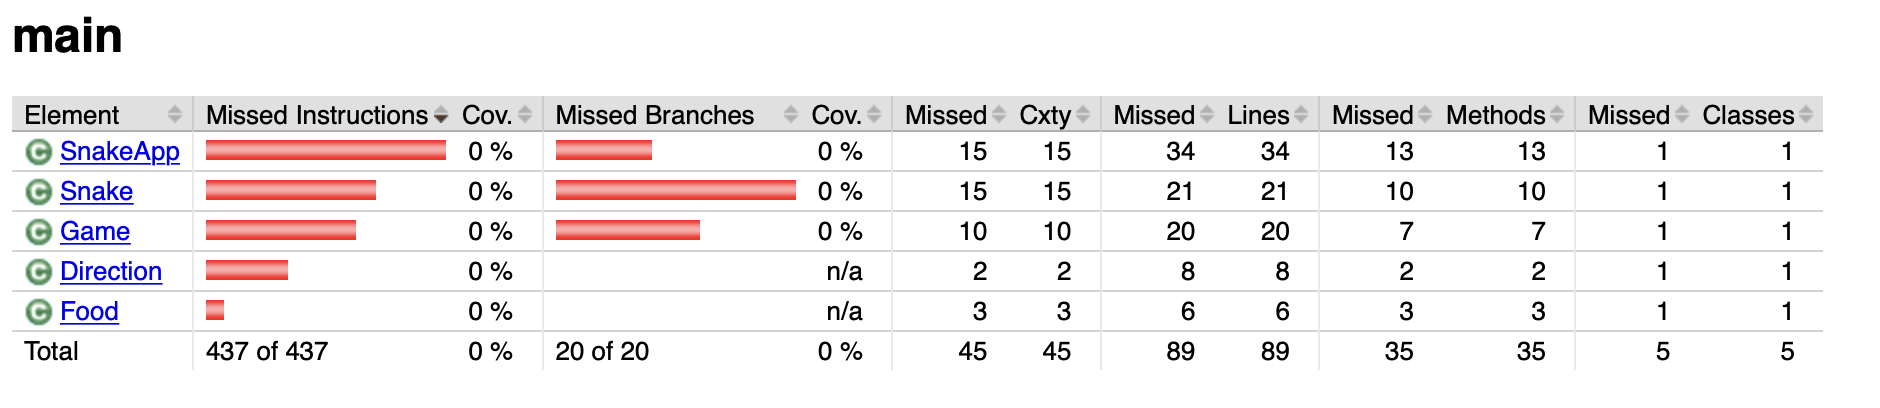 main
Element Missed Instructions Cov. Missed Branches Cov. Missed Cxty Missed Lines Missed Methods Missed Classes
C SnakeApp 0 % 0 % 15 15 34 34 13 13 1 1
C Snake 0 % 0 % 15 15 21 21 10 10 1 1
C Game 0 % 0 % 10 10 20 20 7 7 1 1
C Direction 0 % n/a 2 2 8 8 2 2 1 1
C Food 0 % n/a 3 3 6 6 3 3 1 1
Total 437 of 437 0 % 20 of 20 0 % 45 45 89 89 35 35 5 5